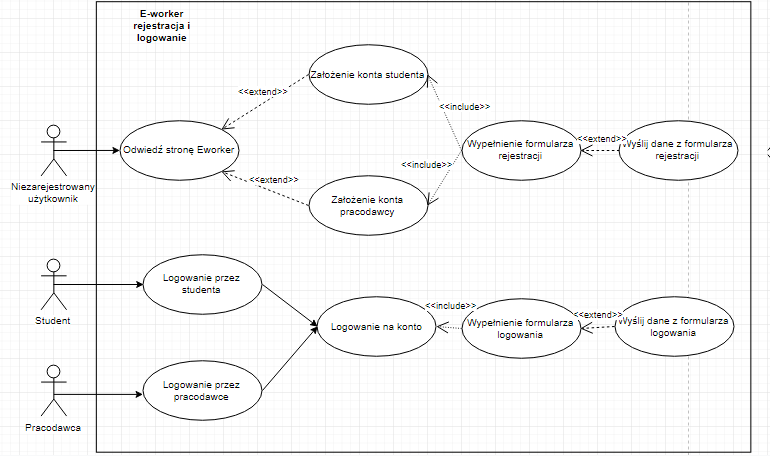 E-worker
rejestracja i
logowanie
Założenie konta studenta
<<extend>>
<<include>>
Odwiedź stronę Eworker
Wypełnienie formularza
rejestracji
<<extend>>
Wyślij dane z formularza
rejestracji
<<include>>
<<extend>>
Niezarejestrowany
użytkownik
Założenie konta
pracodawcy
Logowanie przez
studenta
Student
<<include>>
Logowanie na konto
Wypełnienie formularza
logowania
<<extend>>
Wyślij dane z formularza
logowania
Logowanie przez
pracodawce
Pracodawca